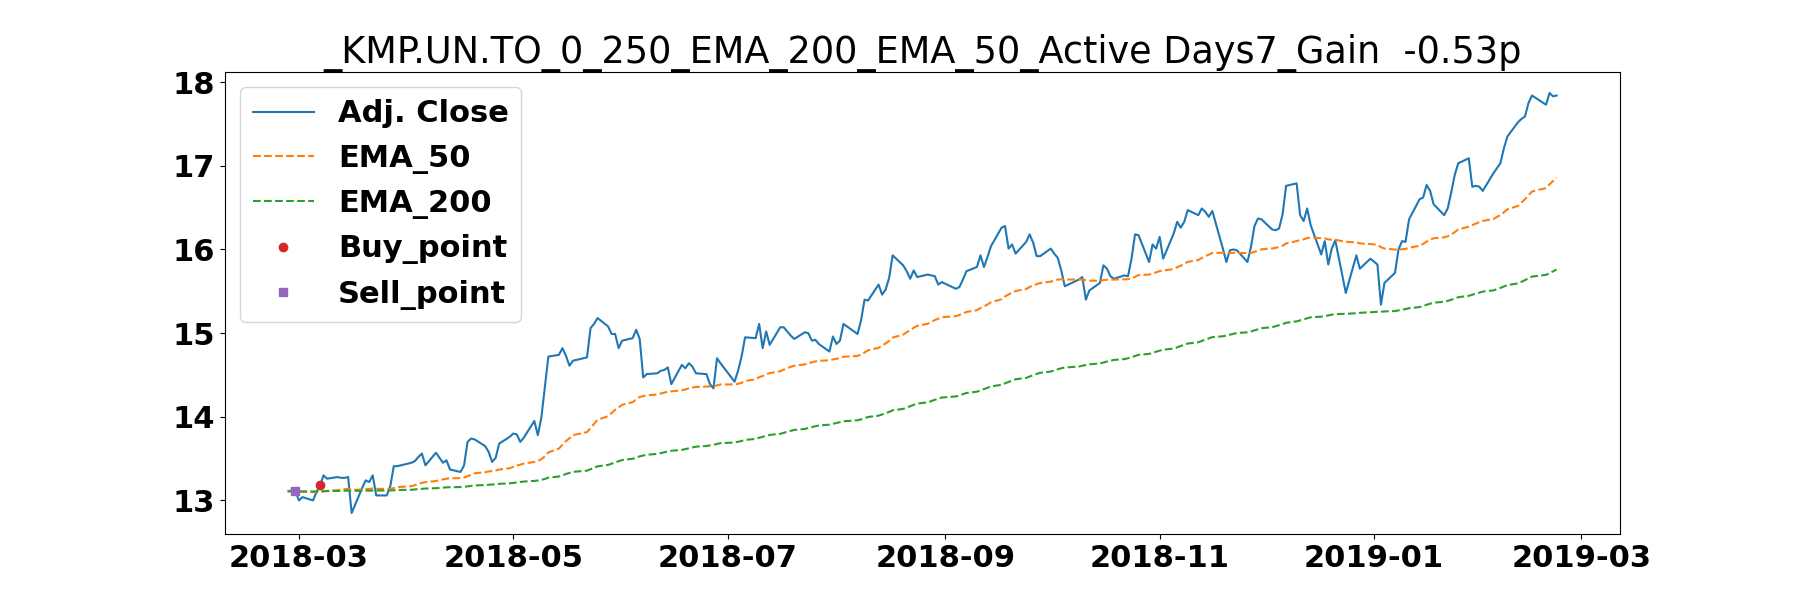 _KMP.UN.TO_0_250_EMA_200_EMA_50_Active Days7_Gain  -0.53p
18
17
16
15
14
13
Adj. Close
EMA_50
EMA_200
Buy_point
Sell_point
2018-03 2018-05 2018-07 2018-09 2018-11 2019-01 2019-03